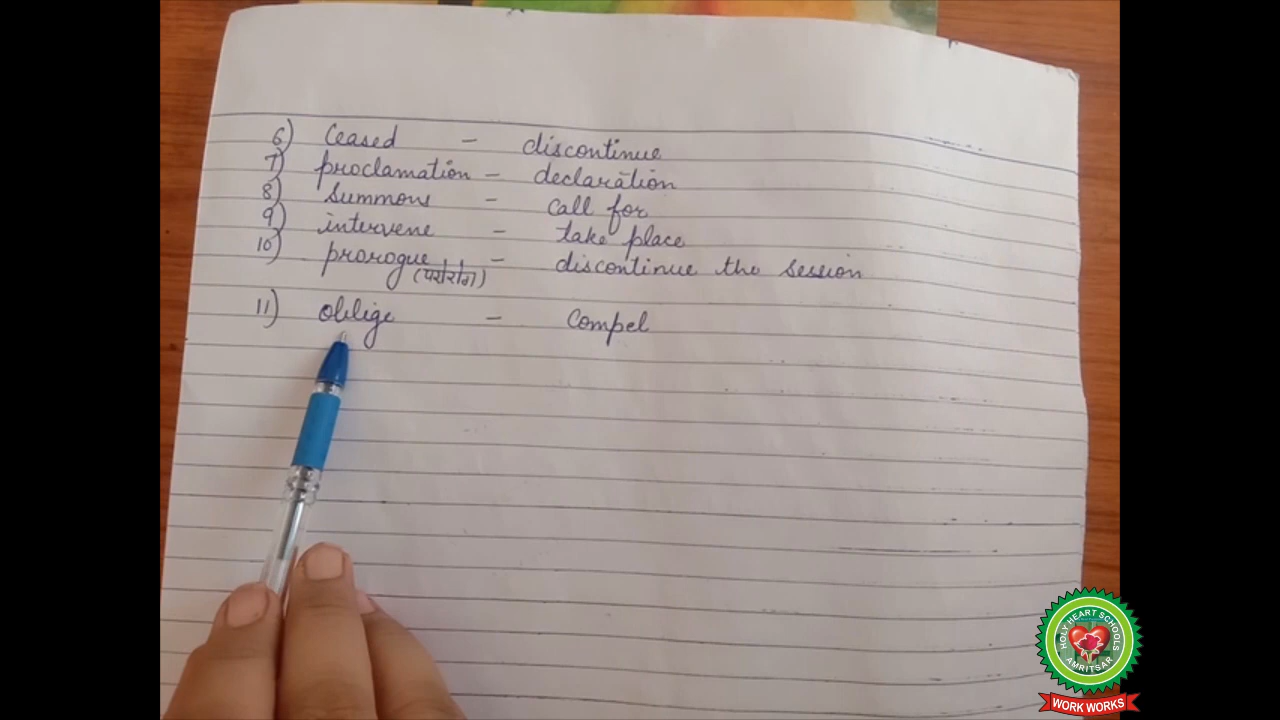 6) Ceased - discontinue
7) proclamation - declaration
8) Summons - call for
9) intervene - take place
10) prorogue - discontinue the session
(परोरोग)
11) oblige - Compel
HOLY HEART SCHOOLS
AMRITSAR
WORK WORKS